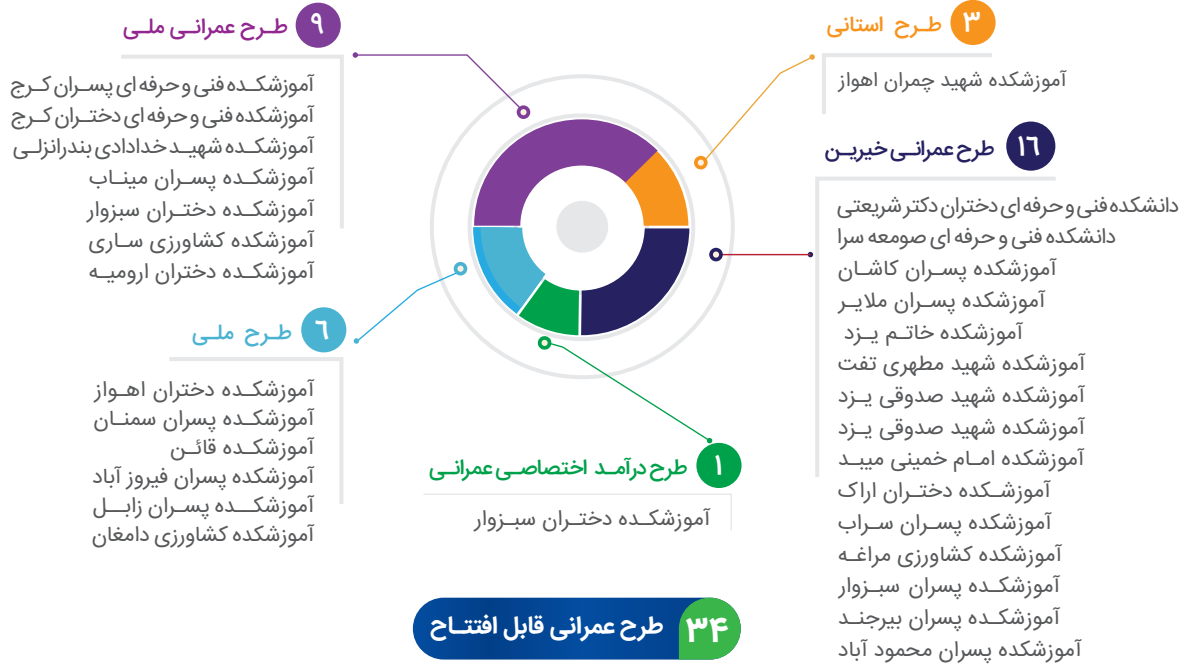 ۳ طرح استانی
آموزشکده شهید چمران اهواز
۱۶ طرح عمرانی خیرین
دانشکده فنی و حرفه ای دختران دکتر شریعتی
دانشکده فنی و حرفه ای صومعه سرا
آموزشکده پسران کاشان
آموزشکده پسران ملایر
آموزشکده خاتم یزد
آموزشکده شهید مطهری تفت
آموزشکده شهید صدوقی یزد
آموزشکده شهید صدوقی یزد
آموزشکده امام خمینی میبد
آموزشکده دختران اراک
آموزشکده پسران سراب
آموزشکده کشاورزی مراغه
آموزشکده پسران سبزوار
آموزشکده پسران بیرجند
آموزشکده پسران محمود آباد
۹ طرح عمرانی ملی
آموزشکده فنی و حرفه ای پسران کرج
آموزشکده فنی و حرفه ای دختران کرج
آموزشکده شهید خدادادی بندرانزلی
آموزشکده پسران میناب
آموزشکده دختران سبزوار
آموزشکده کشاورزی ساری
آموزشکده دختران ارومیه
۶ طرح ملی
آموزشکده دختران اهواز
آموزشکده پسران سمنان
آموزشکده قائن
آموزشکده پسران فیروز آباد
آموزشکده پسران زابل
آموزشکده کشاورزی دامغان
۱ طرح درآمد اختصاصی عمرانی
آموزشکده دختران سبزوار
۳۴ طرح عمرانی قابل افتتاح